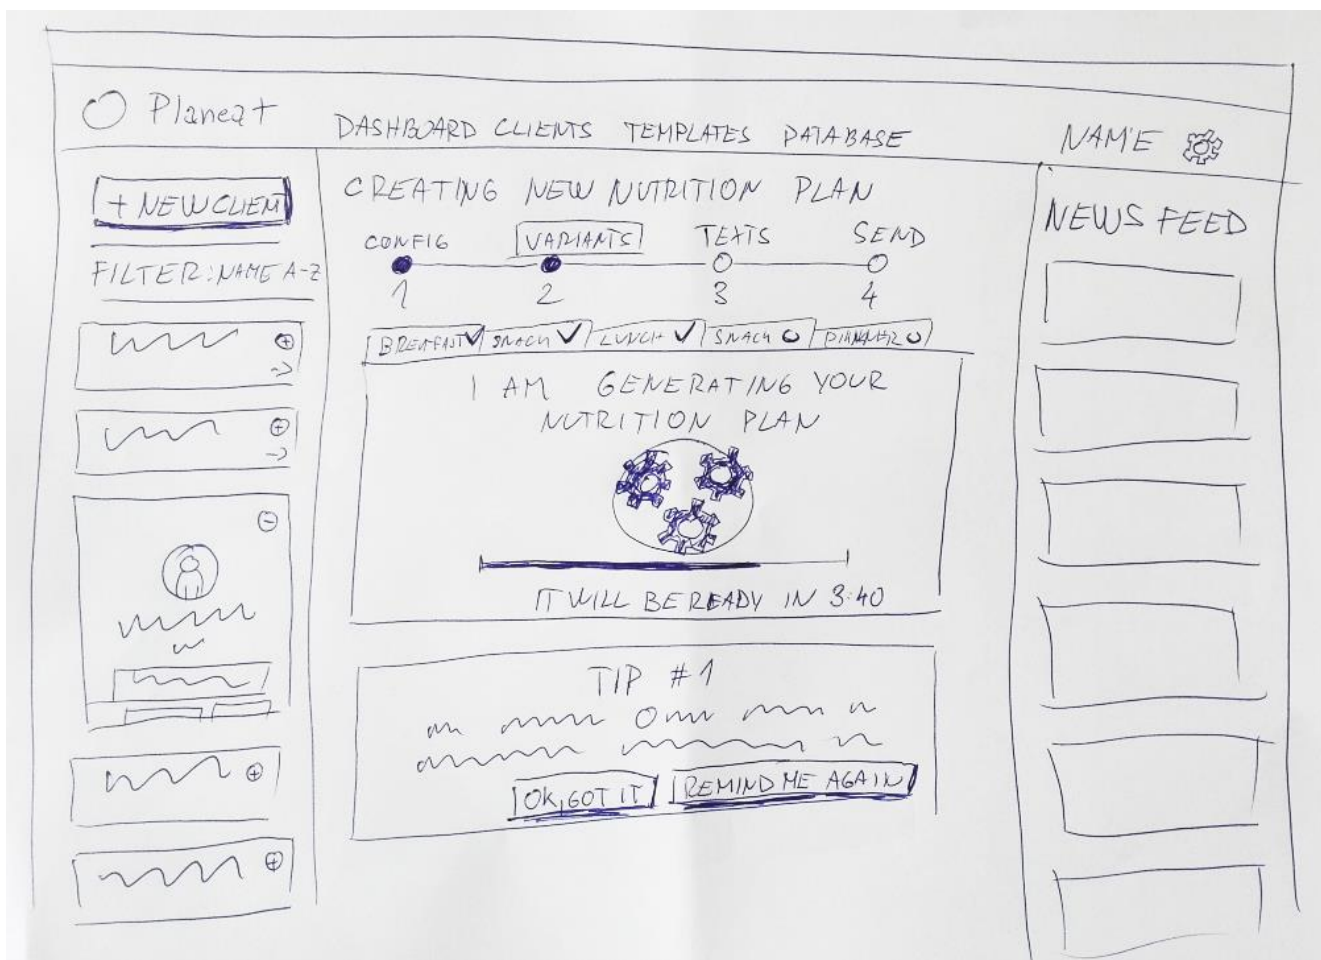 Planeat
DASHBOARD CLIENTS TEMPLATES DATABASE
NAME
+ NEW CLIENT
FILTER: NAME A-Z
CREATING NEW NUTRITION PLAN
CONFIG VARIANTS TEXTS SEND
1 2 3 4
BREAKFAST SNACK LUNCH SNACK DINNER
I AM GENERATING YOUR
NUTRITION PLAN
IT WILL BE READY IN 3:40
TIP #1
OK, GOT IT REMIND ME AGAIN
NEWS FEED